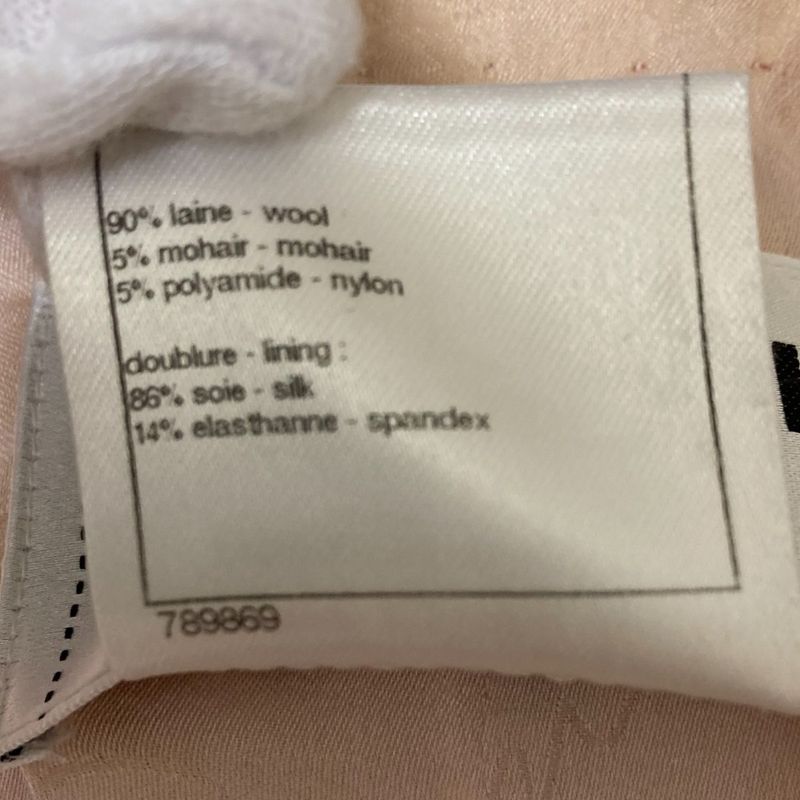 90% laine - wool
5% mohair - mohair
5% polyamide - nylon
doublure - lining :
86% soie - silk
14% elasthanne - spandex
789869